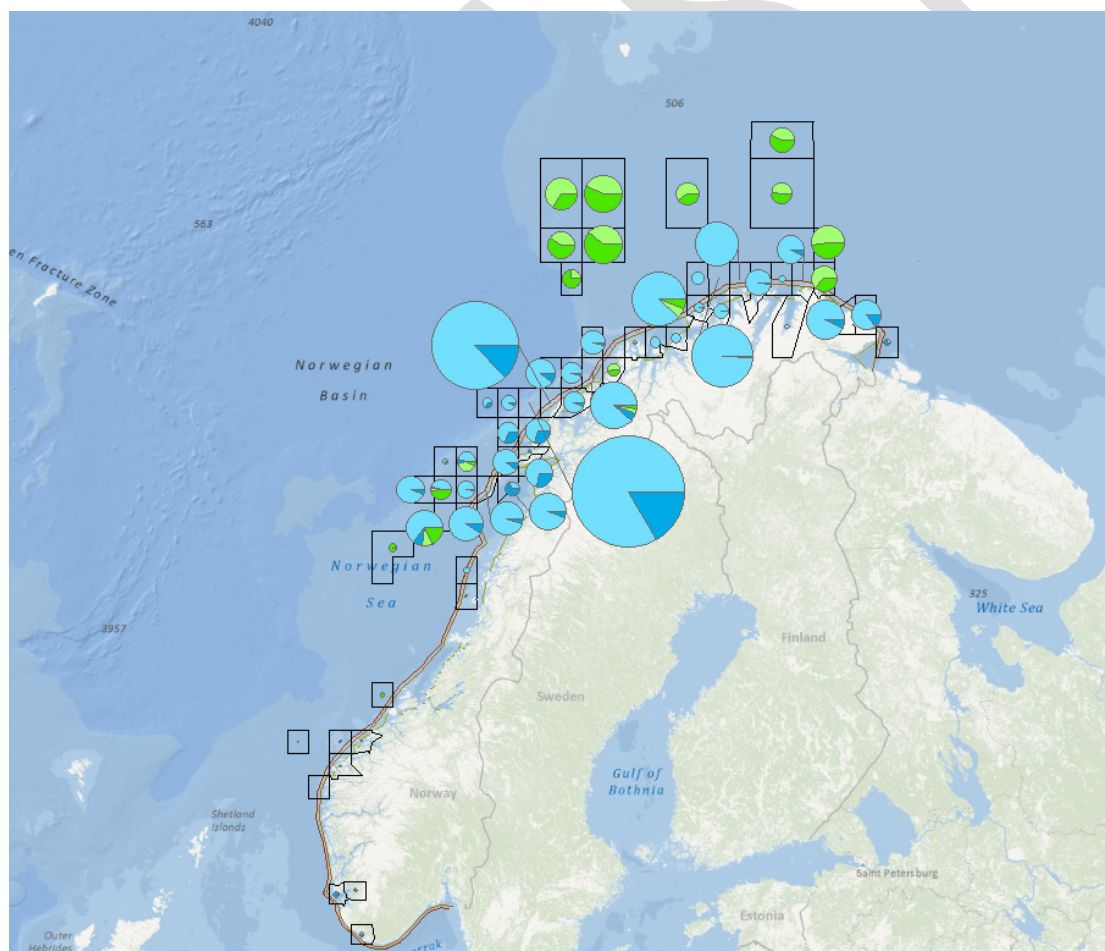 4040
506
563
en Fracture Zone
Norwegian
Basin
Norwegian
Sea
3957
325
White Sea
Finland
Sweden
Gulf of
Bothnia
Norway
Shetland
Islands
Saint Petersburg
Estonia
Outer
Hebrides